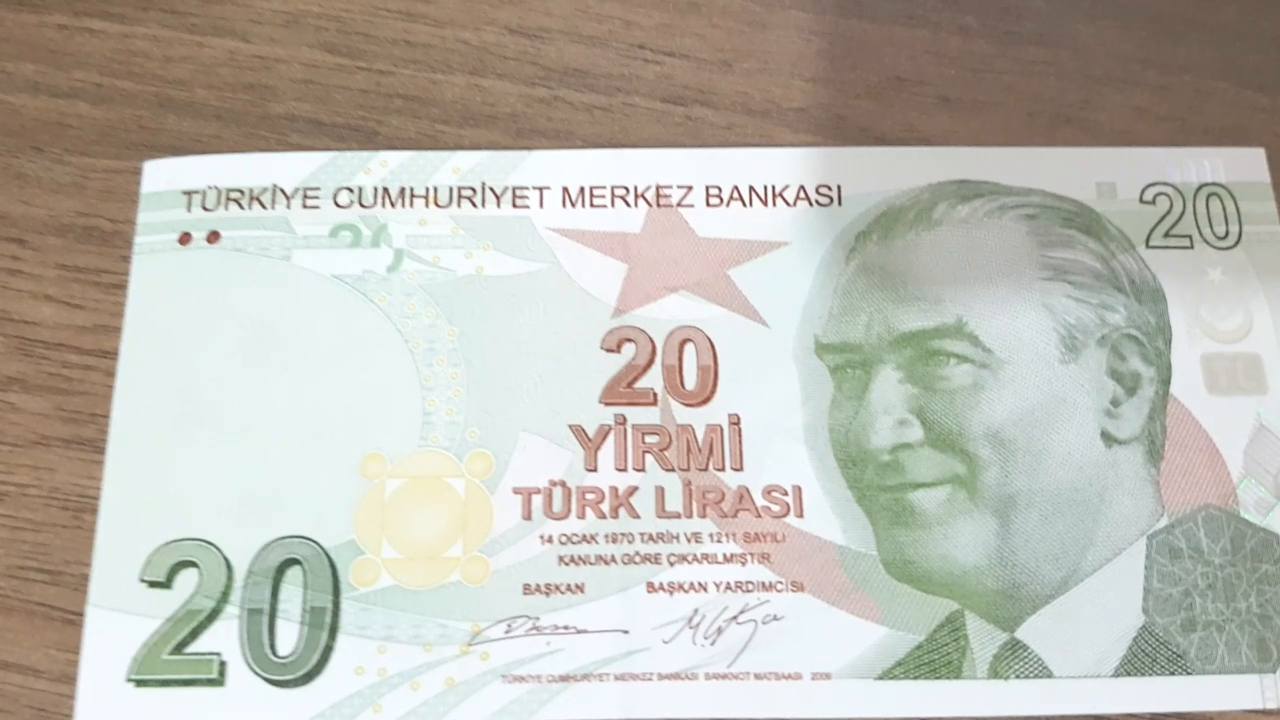 TÜRKİYE CUMHURİYET MERKEZ BANKASI
20
20
20
YİRMİ
TÜRK LİRASI
14 OCAK 1970 TARİH VE 1211 SAYILI
KANUNA GÖRE ÇIKARILMIŞTIR.
BAŞKAN BAŞKAN YARDIMCISI
20
TÜRKİYE CUMHURİYET MERKEZ BANKASI BANKNOT MATBAASI 2009